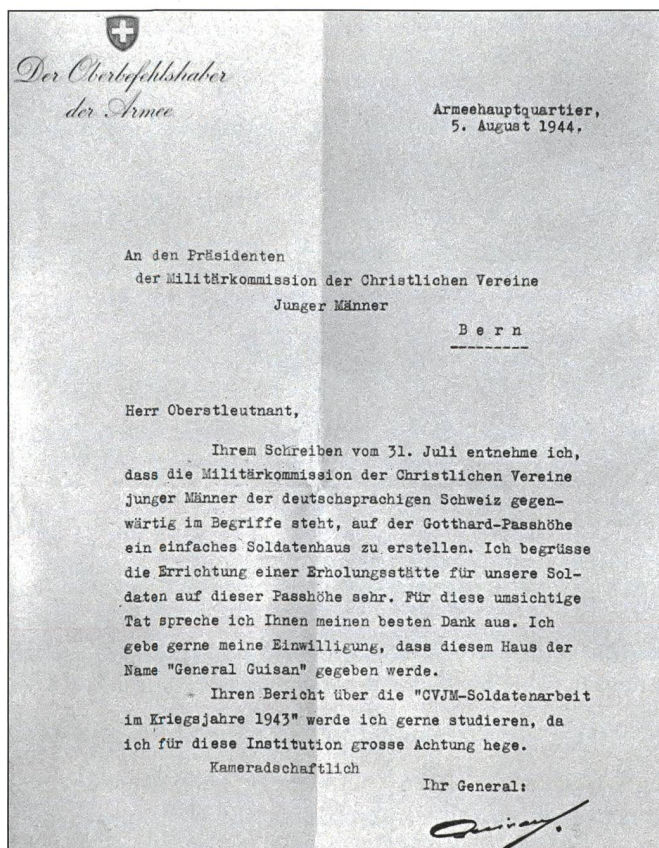 Der Oberbefehlshaber
der Armee
Armeehauptquartier,
5. August 1944.
An den Präsidenten
der Militärkommission der Christlichen Vereine
Junger Männer
B e r n
Herr Oberstleutnant,
Ihrem Schreiben vom 31. Juli entnehme ich,
dass die Militärkommission der Christlichen Vereine
junger Männer der deutschsprachigen Schweiz gegen-
wärtig im Begriffe steht, auf der Gotthard-Passhöhe
ein einfaches Soldatenhaus zu erstellen. Ich begrüsse
die Errichtung einer Erholungsstätte für unsere Sol-
daten auf dieser Passhöhe sehr. Für diese umsichtige
Tat spreche ich Ihnen meinen besten Dank aus. Ich
gebe gerne meine Einwilligung, dass diesem Haus der
Name "General Guisan" gegeben werde.
Ihren Bericht über die "CVJM-Soldatenarbeit
im Kriegsjahre 1943" werde ich gerne studieren, da
ich für diese Institution grosse Achtung hege.
Kameradschaftlich
Ihr General:
Guisan.